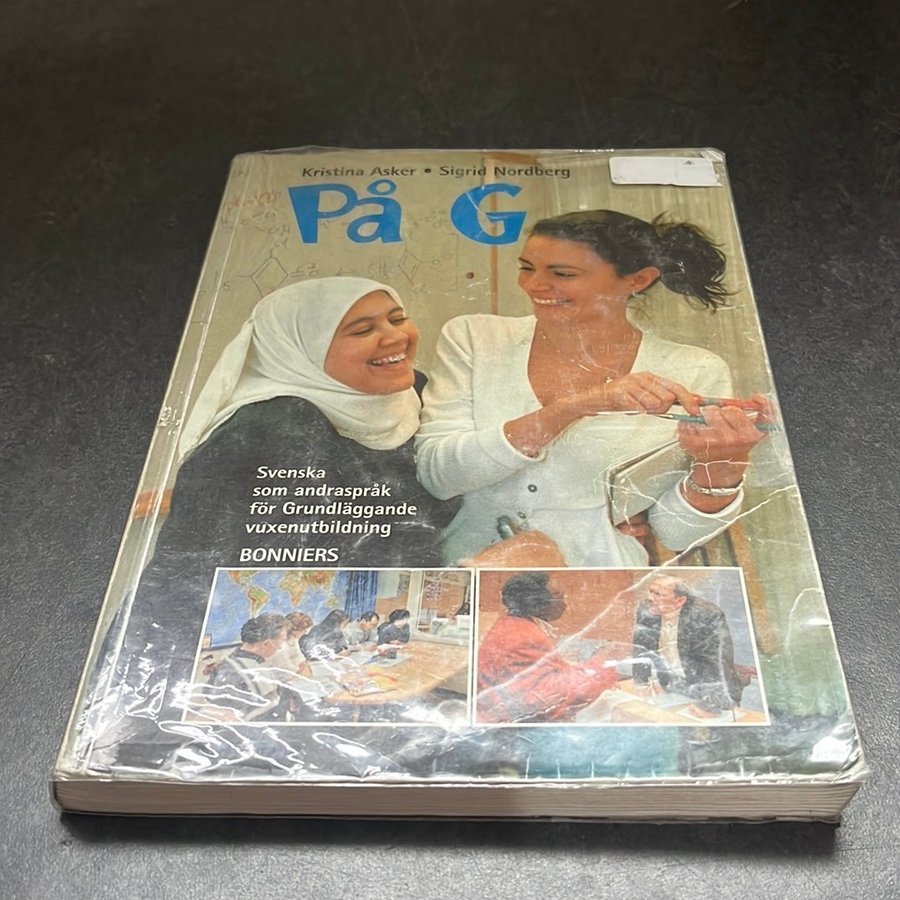 Kristina Asker • Sigrid Nordberg
På G
Svenska
som andraspråk
för Grundläggande
vuxenutbildning
BONNIERS